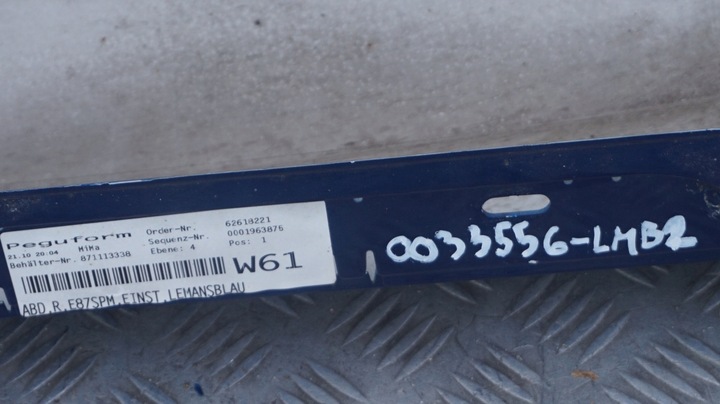 Peguform
MiMa
21.10 20:04
Behälter-Nr. 871113338
Order-Nr. 62618221
Sequenz-Nr. 0001963876
Ebene: 4 Pos: 1
W61
ABD.R.E87SPM.EINST.LEMANSBLAU
0033556-LMB2